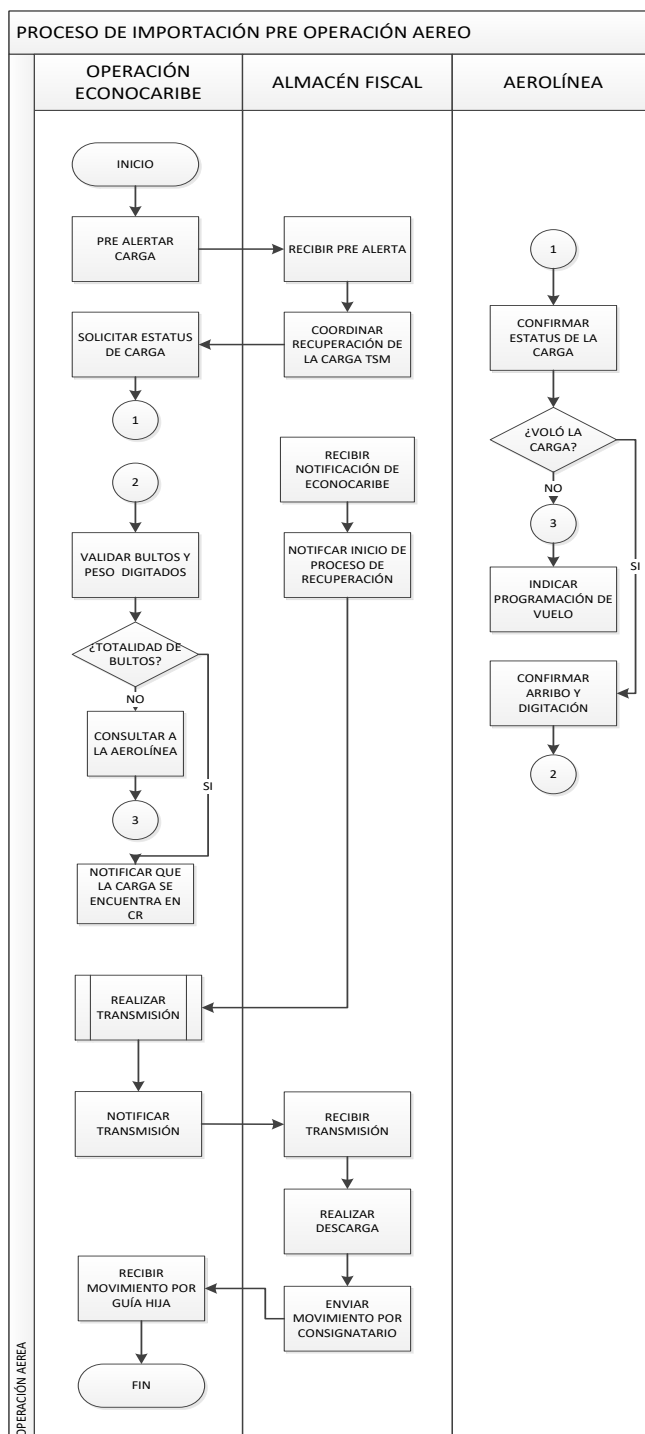 PROCESO DE IMPORTACIÓN PRE OPERACIÓN AEREO
OPERACIÓN
ECONOCARIBE
ALMACÉN FISCAL
AEROLÍNEA
INICIO
PRE ALERTAR
CARGA
RECIBIR PRE ALERTA
1
SOLICITAR ESTATUS
DE CARGA
COORDINAR
RECUPERACIÓN DE
LA CARGA TSM
CONFIRMAR
ESTATUS DE LA
CARGA
1
¿VOLÓ LA
CARGA?
RECIBIR
NOTIFICACIÓN DE
ECONOCARIBE
2
NO
3
VALIDAR BULTOS Y
PESO DIGITADOS
NOTIFCAR INICIO DE
PROCESO DE
RECUPERACIÓN
SI
INDICAR
PROGRAMACIÓN DE
VUELO
¿TOTALIDAD DE
BULTOS?
NO
CONFIRMAR
ARRIBO Y
DIGITACIÓN
CONSULTAR A
LA AEROLÍNEA
SI
2
3
NOTIFICAR QUE
LA CARGA SE
ENCUENTRA EN
CR
REALIZAR
TRANSMISIÓN
NOTIFICAR
TRANSMISIÓN
RECIBIR
TRANSMISIÓN
REALIZAR
DESCARGA
RECIBIR
MOVIMIENTO POR
GUÍA HIJA
ENVIAR
MOVIMIENTO POR
CONSIGNATARIO
FIN
OPERACIÓN AEREA